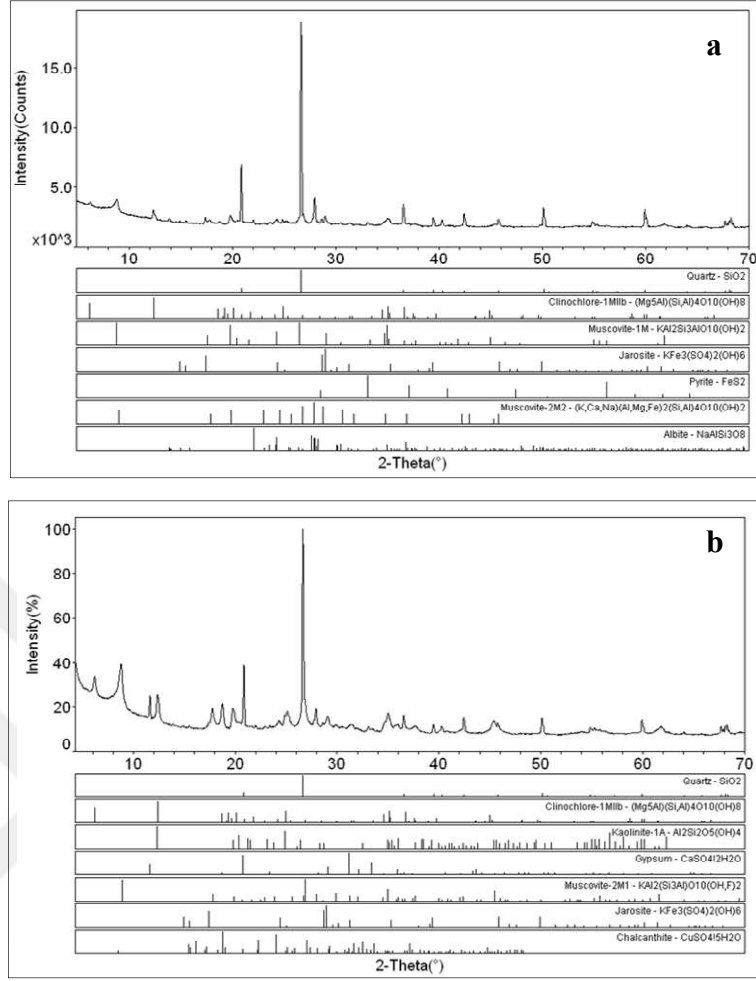 a
Intensity(Counts)
15.0
10.0
5.0
x10^3
10 20 30 40 50 60 70
Quartz - SiO2
Clinochlore-1MIIb - (Mg5Al)(Si,Al)4O10(OH)8
Muscovite-1M - KAl2Si3AlO10(OH)2
Jarosite - KFe3(SO4)2(OH)6
Pyrite - FeS2
Muscovite-2M2 - (K,Ca,Na)(Al,Mg,Fe)2(Si,Al)4O10(OH)2
Albite - NaAlSi3O8
2-Theta(°)
b
Intensity(%)
100
80
60
40
20
0
10 20 30 40 50 60 70
Quartz - SiO2
Clinochlore-1MIIb - (Mg5Al)(Si,Al)4O10(OH)8
Kaolinite-1A - Al2Si2O5(OH)4
Gypsum - CaSO4!2H2O
Muscovite-2M1 - KAl2(Si3Al)O10(OH,F)2
Jarosite - KFe3(SO4)2(OH)6
Chalcanthite - CuSO4!5H2O
2-Theta(°)